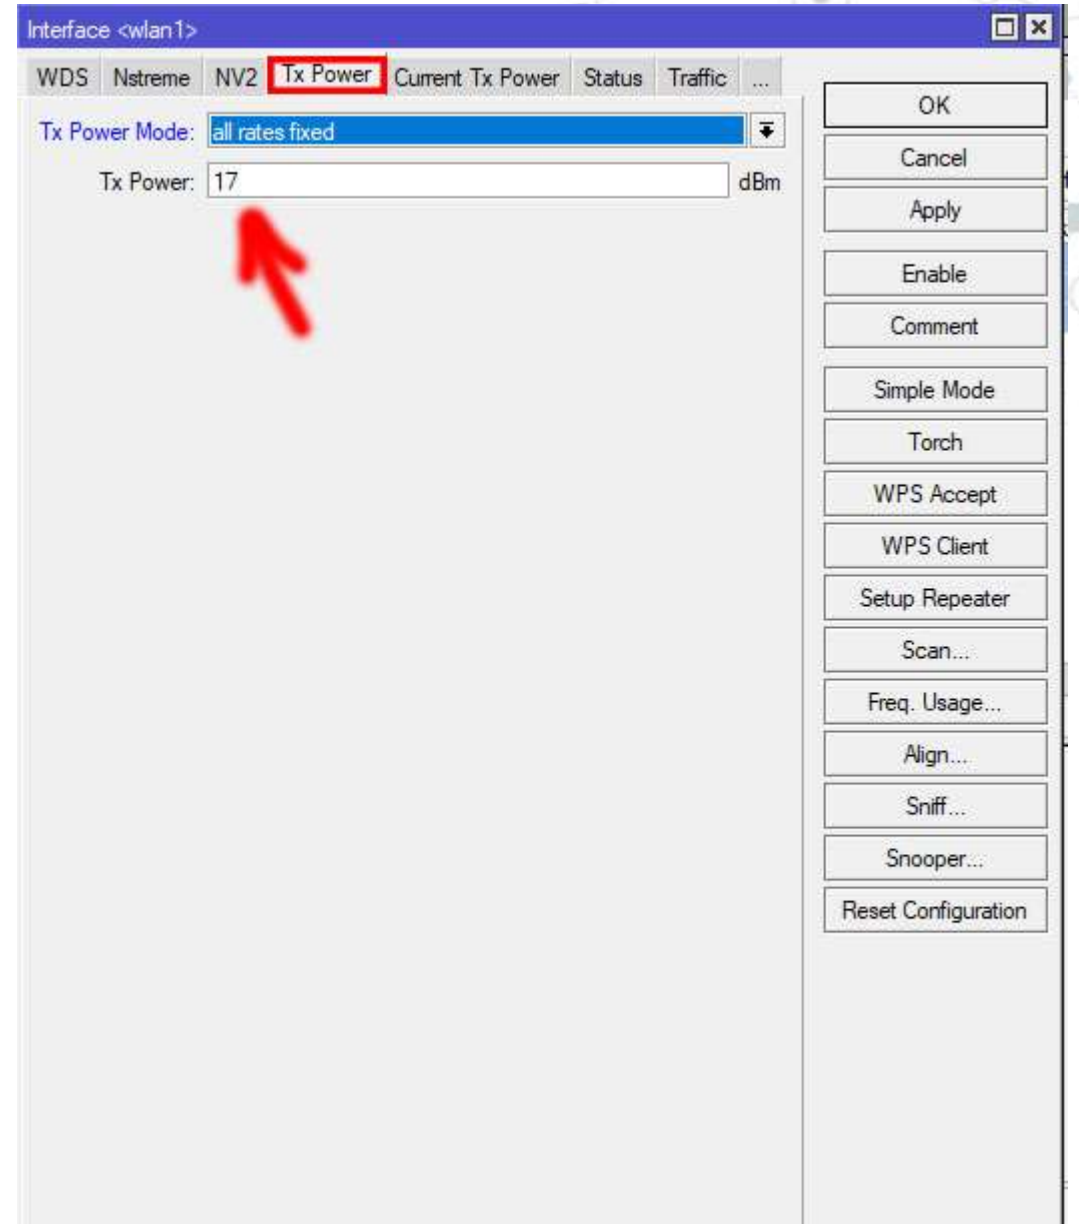 Interface <wlan1>
WDS Nstreme NV2 Tx Power Current Tx Power Status Traffic ...
Tx Power Mode: all rates fixed
Tx Power: 17 dBm
OK
Cancel
Apply
Enable
Comment
Simple Mode
Torch
WPS Accept
WPS Client
Setup Repeater
Scan...
Freq. Usage...
Align...
Sniff...
Snooper...
Reset Configuration